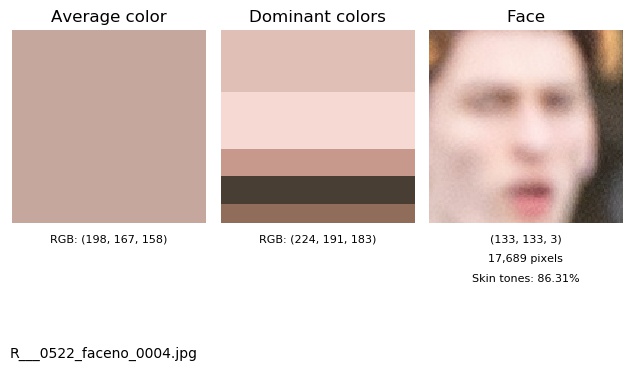 Average color
Dominant colors
Face
RGB: (198, 167, 158)
RGB: (224, 191, 183)
(133, 133, 3)
17,689 pixels
Skin tones: 86.31%
R___0522_faceno_0004.jpg